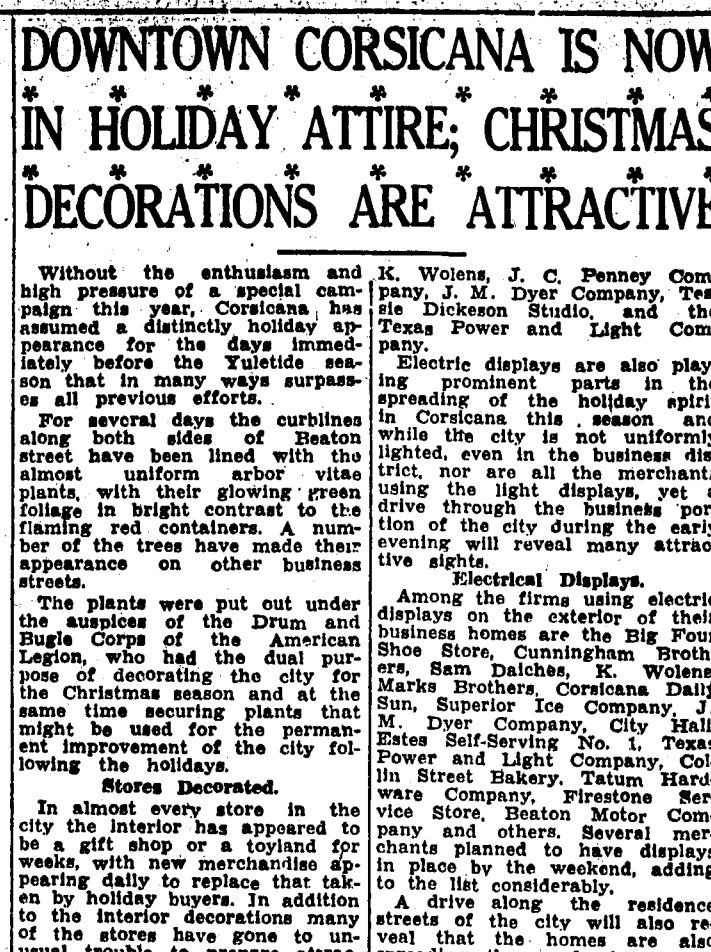 DOWNTOWN CORSICANA IS NOW
IN HOLIDAY ATTIRE; CHRISTMAS
DECORATIONS ARE ATTRACTIVE
Without the enthusiasm and
high pressure of a special cam-
paign this year, Corsicana has
assumed a distinctly holiday ap-
pearance for the days immed-
iately before the Yuletide sea-
son that in many ways surpass-
es all previous efforts.
For several days the curblines
along both sides of Beaton
street have been lined with the
almost uniform arbor vitae
plants, with their glowing green
foliage in bright contrast to the
flaming red containers. A num-
ber of the trees have made their
appearance on other business
streets.
The plants were put out under
the auspices of the Drum and
Bugle Corps of the American
Legion, who had the dual pur-
pose of decorating the city for
the Christmas season and at the
same time securing plants that
might be used for the perman-
ent improvement of the city fol-
lowing the holidays.
Stores Decorated.
In almost every store in the
city the interior has appeared to
be a gift shop or a toyland for
weeks, with new merchandise ap-
pearing daily to replace that tak-
en by holiday buyers. In addition
to the interior decorations many
of the stores have gone to un-
usual trouble to prepare
K. Wolens, J. C. Penney Com
pany, J. M. Dyer Company, Tes
sie Dickeson Studio, and th
Texas Power and Light Com
pany.
Electric displays are also play
ing prominent parts in th
spreading of the holiday spiri
in Corsicana this season an
while the city is not uniforml
lighted, even in the business dis
trict, nor are all the merchant
using the light displays, yet a
drive through the business por
tion of the city during the earl
evening will reveal many attrac
tive sights.
Electrical Displays.
Among the firms using electri
displays on the exterior of thei
business homes are the Big Four
Shoe Store, Cunningham Broth
ers, Sam Daiches, K. Wolens
Marks Brothers, Corsicana Daily
Sun, Superior Ice Company, J.
M. Dyer Company, City Hall
Estes Self-Serving No. 1, Texas
Power and Light Company, Col
lin Street Bakery, Tatum Hard
ware Company, Firestone Ser
vice Store, Beaton Motor Com
pany and others. Several mer
chants planned to have displays
in place by the weekend, adding
to the list considerably.
A drive along the residence
streets of the city will also re
veal that the homes are also